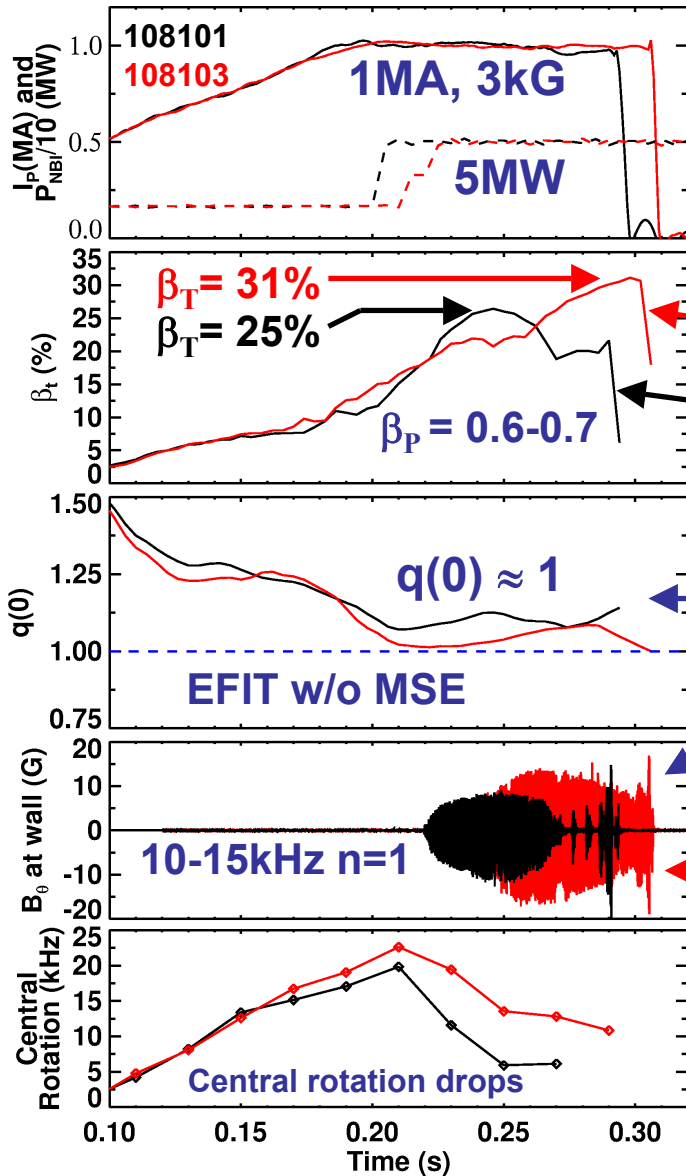 108101
108103
1MA, 3kG
5MW
I_P(MA) and
P_NBI/10 (MW)
1.0
0.5
0.0
β_T= 31%
β_T= 25%
β_P = 0.6-0.7
β_t (%)
35
30
25
20
15
10
5
0
q(0) ≈ 1
EFIT w/o MSE
q(0)
1.50
1.25
1.00
0.75
10-15kHz n=1
B_θ at wall (G)
20
10
0
-10
-20
Central rotation drops
Central
Rotation (kHz)
25
20
15
10
5
0
0.10 0.15 0.20 0.25 0.30
Time (s)